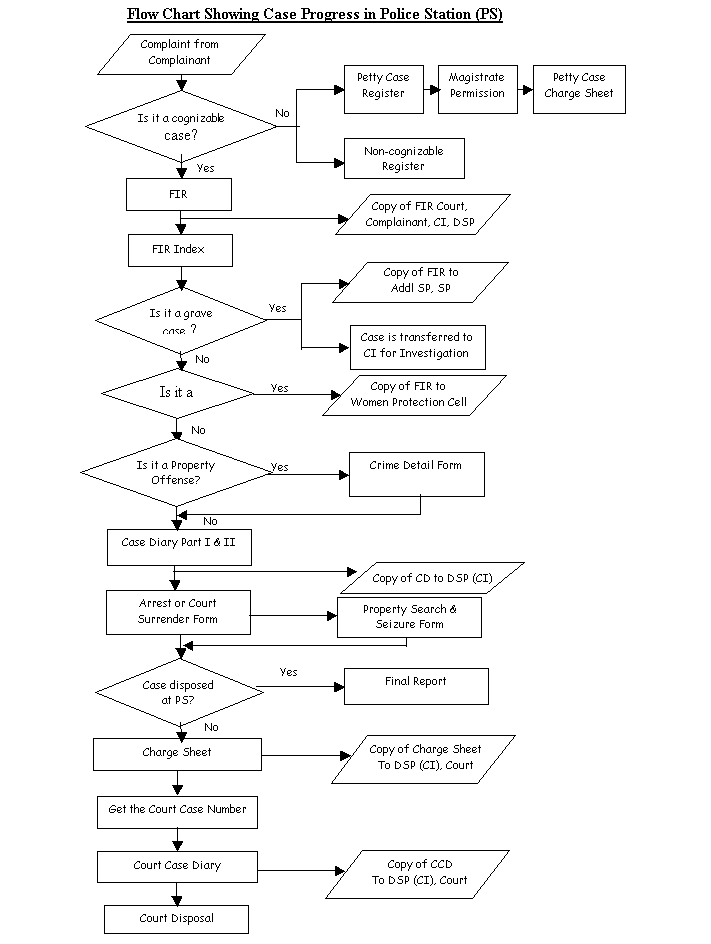 Flow Chart Showing Case Progress in Police Station (PS)
Complaint from
Complainant
Is it a cognizable
case?
No
Petty Case
Register
Magistrate
Permission
Petty Case
Charge Sheet
Non-cognizable
Register
Yes
FIR
Copy of FIR Court,
Complainant, CI, DSP
FIR Index
Is it a grave
case ?
Yes
Copy of FIR to
Addl SP, SP
Case is transferred to
CI for Investigation
No
Is it a
Yes
Copy of FIR to
Women Protection Cell
No
Is it a Property
Offense?
Yes
Crime Detail Form
No
Case Diary Part I & II
Copy of CD to DSP (CI)
Arrest or Court
Surrender Form
Property Search &
Seizure Form
Case disposed
at PS?
Yes
Final Report
No
Charge Sheet
Copy of Charge Sheet
To DSP (CI), Court
Get the Court Case Number
Court Case Diary
Copy of CCD
To DSP (CI), Court
Court Disposal